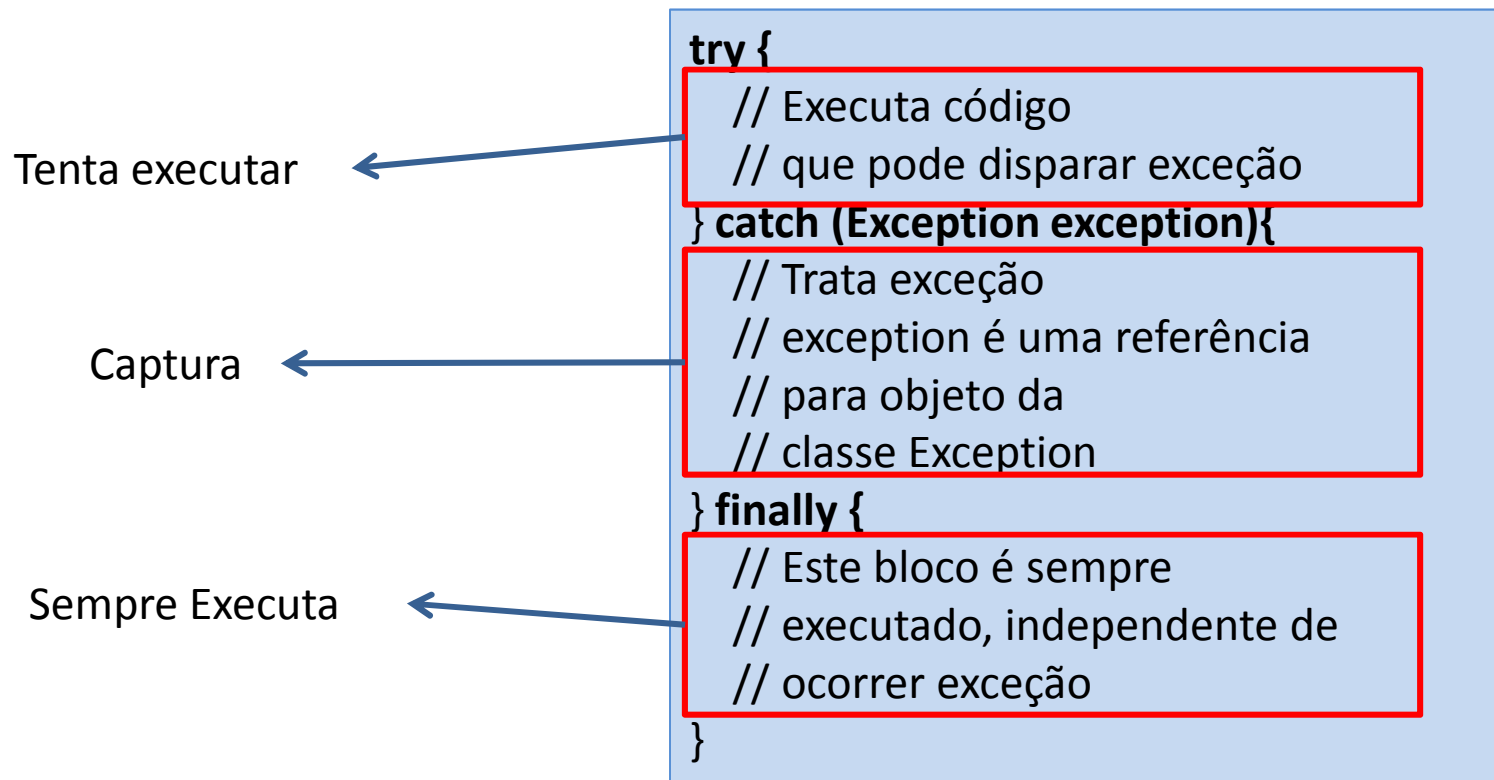 try {
// Executa código
// que pode disparar exceção
Tenta executar
} catch (Exception exception){
// Trata exceção
// exception é uma referência
// para objeto da
// classe Exception
Captura
} finally {
// Este bloco é sempre
// executado, independente de
// ocorrer exceção
Sempre Executa
}